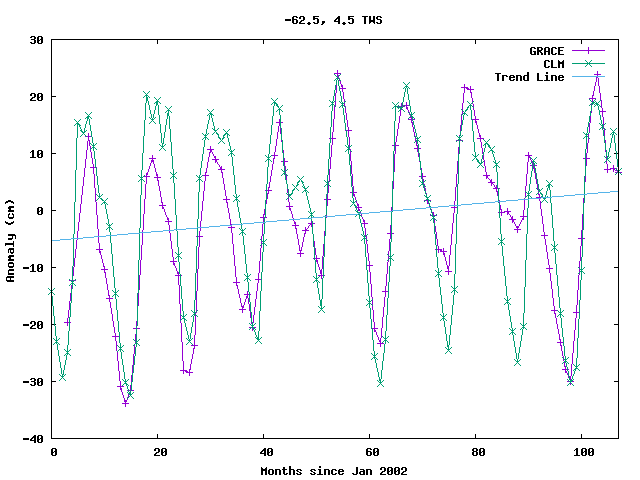 -62.5, 4.5 TWS
GRACE
CLM
Trend Line
30
20
10
0
-10
-20
-30
-40
Anomaly (cm)
0 20 40 60 80 100
Months since Jan 2002